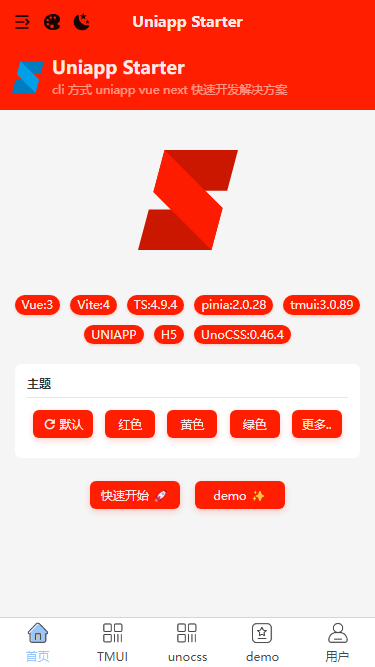 Uniapp Starter
Uniapp Starter
cli 方式 uniapp vue next 快速开发解决方案
Vue:3 Vite:4 TS:4.9.4 pinia:2.0.28 tmui:3.0.89
UNIAPP H5 UnoCSS:0.46.4
主题
默认 红色 黄色 绿色 更多..
快速开始 🚀 demo ✨
首页 TMUI unocss demo 用户